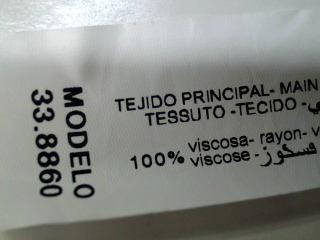 MODELO
33.8860
TEJIDO PRINCIPAL- MAIN
TESSUTO -TECIDO -
viscosa- rayon- v
100% viscose - فسكوز